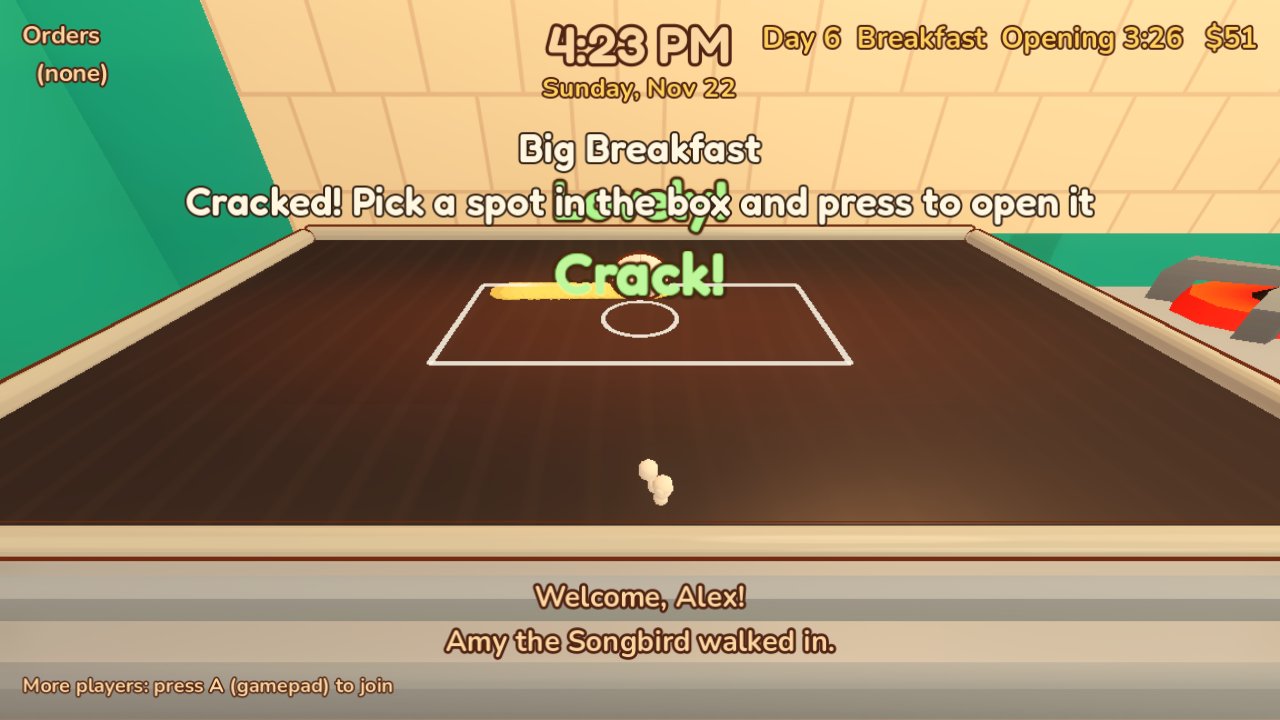 Orders
(none)
4:23 PM
Sunday, Nov 22
Day 6 Breakfast Opening 3:26 $51
Big Breakfast
Cracked! Pick a spot in the box and press to open it
Crack!
Welcome, Alex!
Amy the Songbird walked in.
More players: press A (gamepad) to join